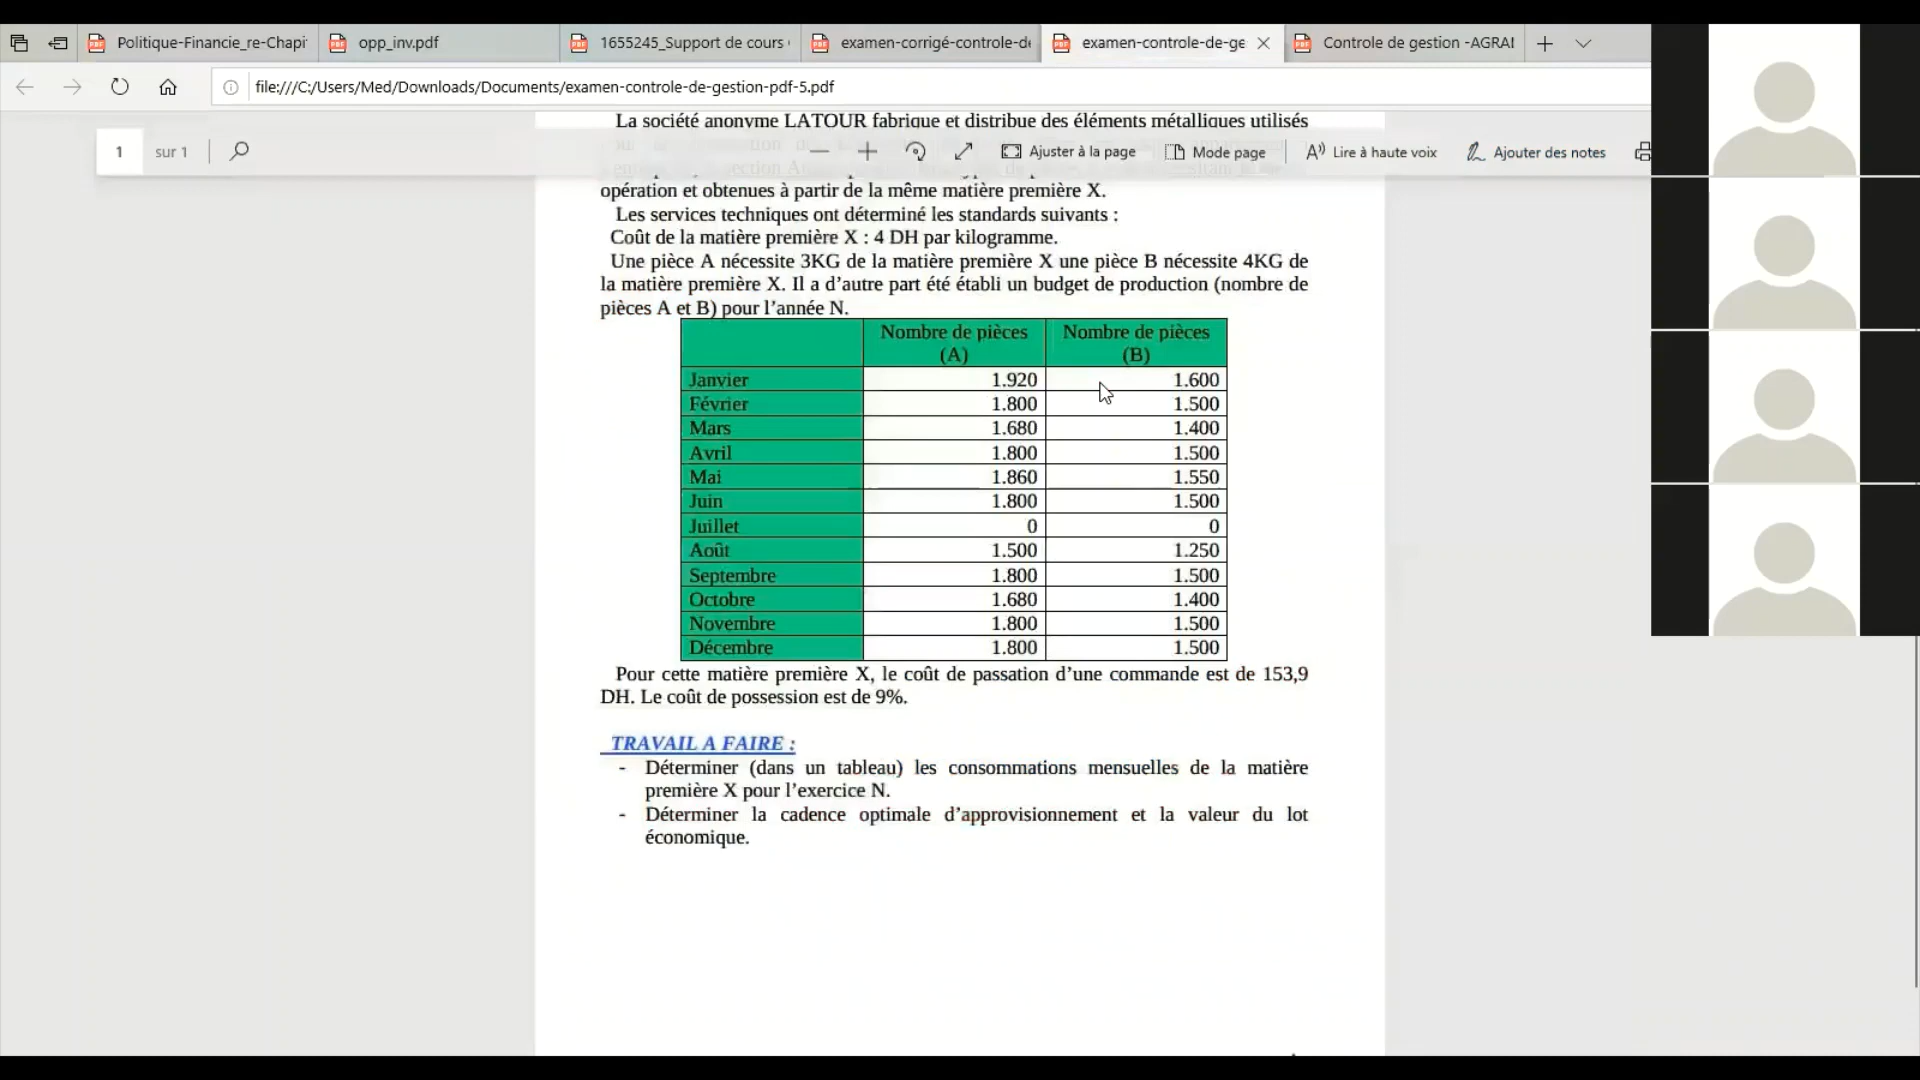 Politique-Financie_re-Chapi
opp_inv.pdf
1655245_Support de cours
examen-corrigé-controle-de
examen-controle-de-ge
Controle de gestion -AGRAI
file:///C:/Users/Med/Downloads/Documents/examen-controle-de-gestion-pdf-5.pdf
La société anonyme LATOUR fabrique et distribue des éléments métalliques utilisés
1 sur 1
Ajuster à la page
Mode page
Lire à haute voix
Ajouter des notes
opération et obtenues à partir de la même matière première X.
Les services techniques ont déterminé les standards suivants :
Coût de la matière première X : 4 DH par kilogramme.
Une pièce A nécessite 3KG de la matière première X une pièce B nécessite 4KG de
la matière première X. Il a d’autre part été établi un budget de production (nombre de
pièces A et B) pour l’année N.
Nombre de pièces (A) Nombre de pièces (B)
Janvier 1.920 1.600
Février 1.800 1.500
Mars 1.680 1.400
Avril 1.800 1.500
Mai 1.860 1.550
Juin 1.800 1.500
Juillet 0 0
Août 1.500 1.250
Septembre 1.800 1.500
Octobre 1.680 1.400
Novembre 1.800 1.500
Décembre 1.800 1.500
Pour cette matière première X, le coût de passation d’une commande est de 153,9
DH. Le coût de possession est de 9%.
TRAVAIL A FAIRE :
- Déterminer (dans un tableau) les consommations mensuelles de la matière
première X pour l’exercice N.
- Déterminer la cadence optimale d’approvisionnement et la valeur du lot
économique.